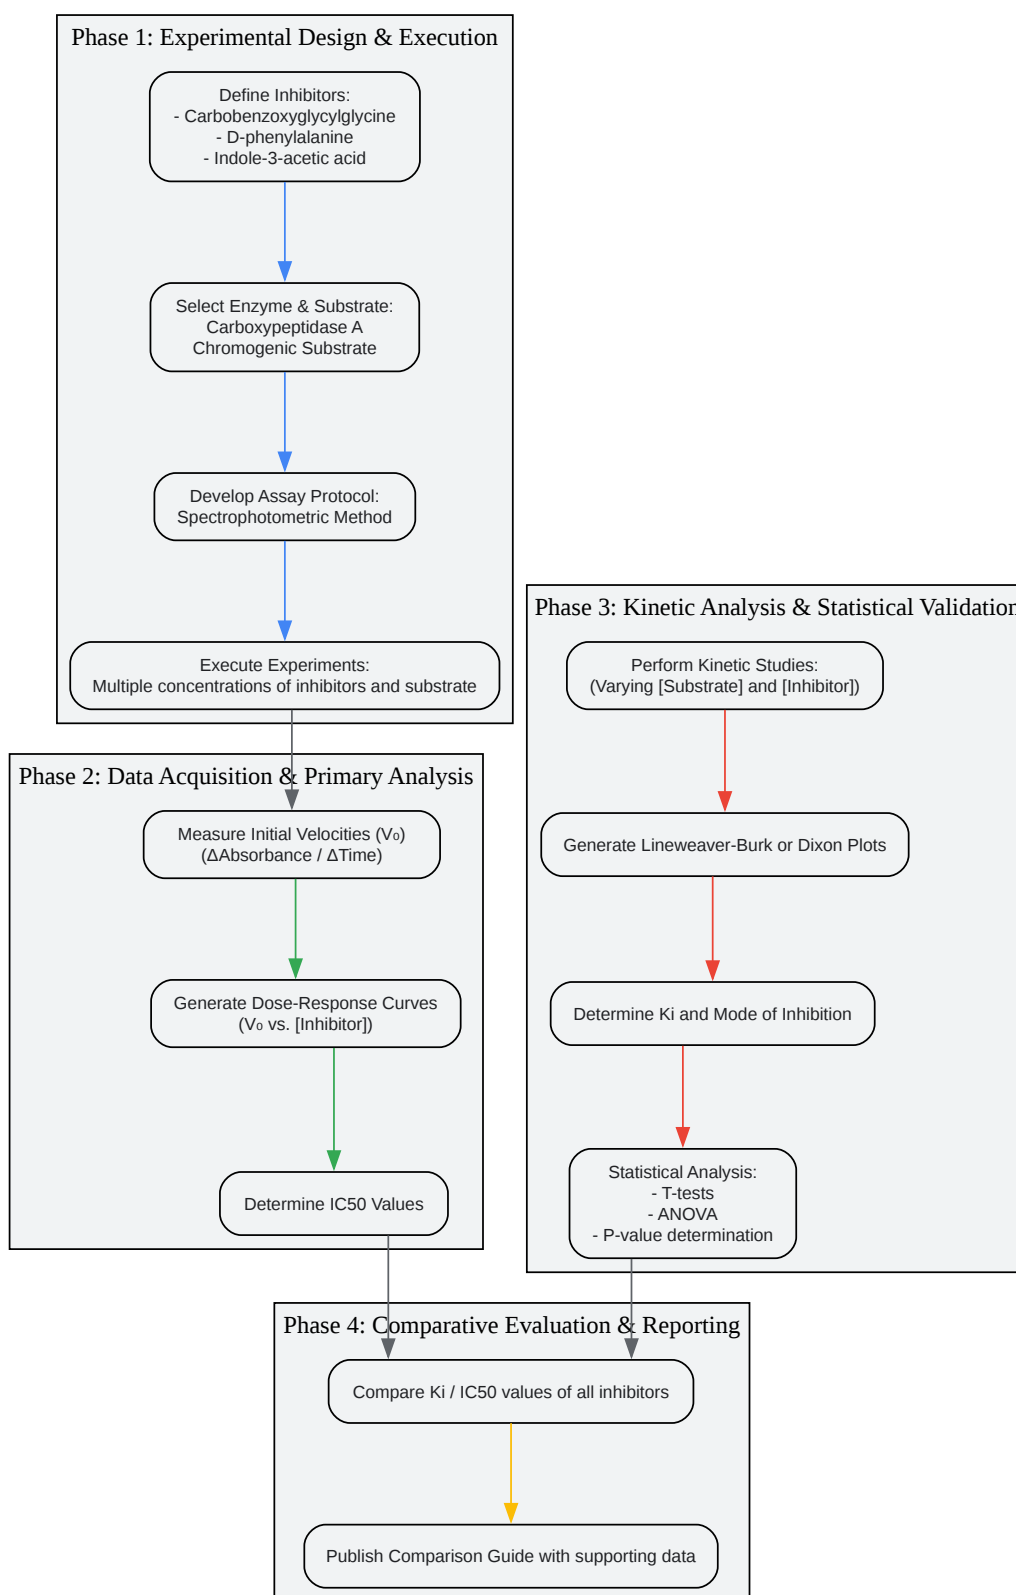 Phase 1: Experimental Design & Execution
Define Inhibitors:
- Carbobenzoxyglycylglycine
- D-phenylalanine
- Indole-3-acetic acid
Select Enzyme & Substrate:
Carboxypeptidase A
Chromogenic Substrate
Develop Assay Protocol:
Spectrophotometric Method
Execute Experiments:
Multiple concentrations of inhibitors and substrate
Phase 2: Data Acquisition & Primary Analysis
Measure Initial Velocities (V₀)
(ΔAbsorbance / ΔTime)
Generate Dose-Response Curves
(V₀ vs. [Inhibitor])
Determine IC50 Values
Phase 3: Kinetic Analysis & Statistical Validation
Perform Kinetic Studies:
(Varying [Substrate] and [Inhibitor])
Generate Lineweaver-Burk or Dixon Plots
Determine Ki and Mode of Inhibition
Statistical Analysis:
- T-tests
- ANOVA
- P-value determination
Phase 4: Comparative Evaluation & Reporting
Compare Ki / IC50 values of all inhibitors
Publish Comparison Guide with supporting data